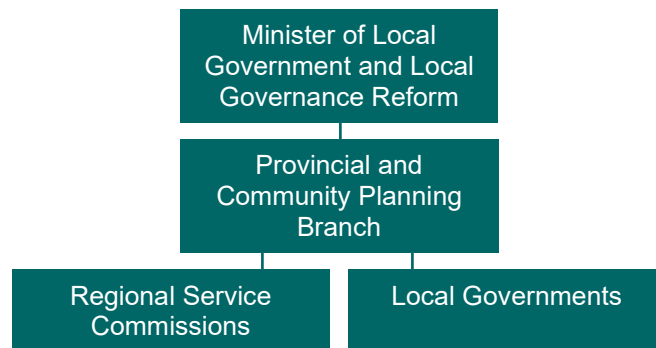 Minister of Local
Government and Local
Governance Reform
Provincial and
Community Planning
Branch
Regional Service
Commissions
Local Governments